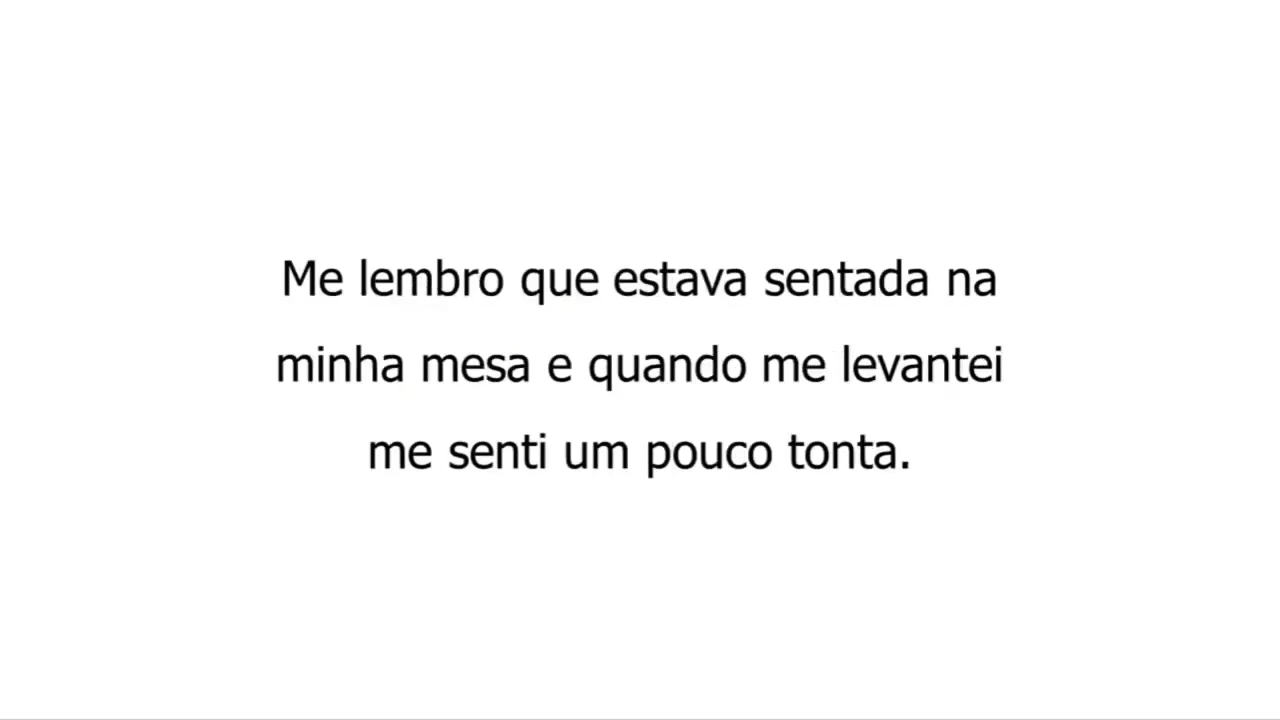 Me lembro que estava sentada na
minha mesa e quando me levantei
me senti um pouco tonta.